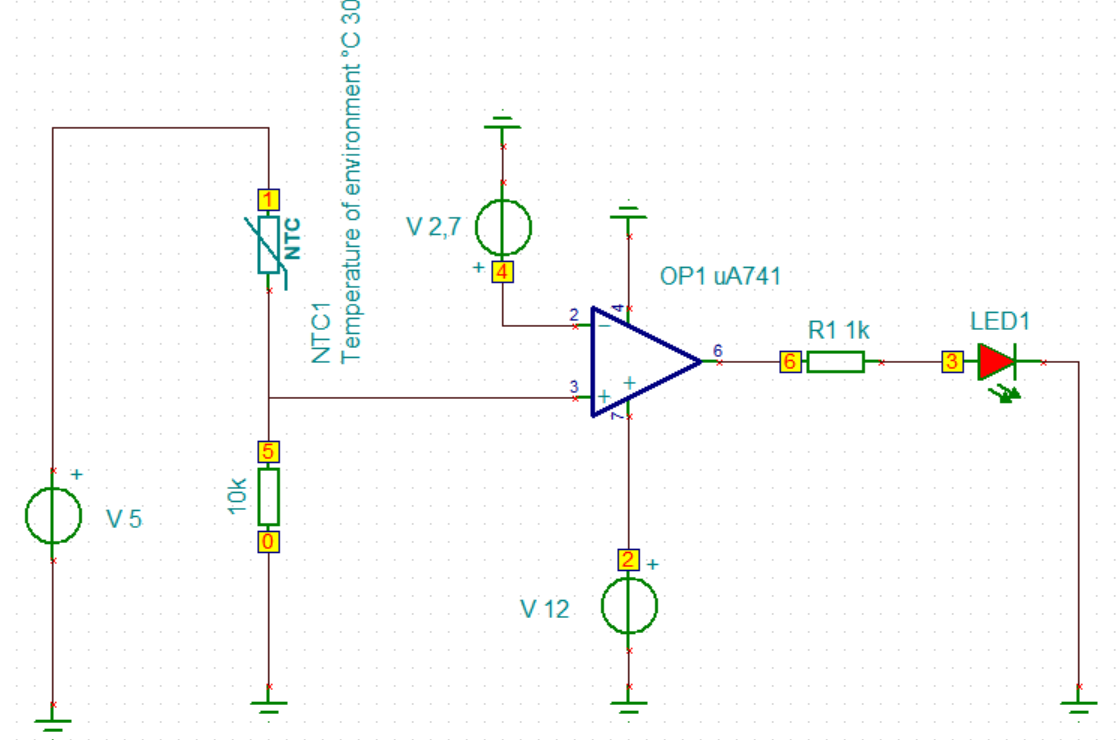 Temperature of environment °C 30
NTC1
1
NTC
V 2,7
+
4
4
OP1 uA741
2
−
6
6
R1 1k
3
LED1
3
+
+
7
5
10k
0
+
V 5
2
+
V 12